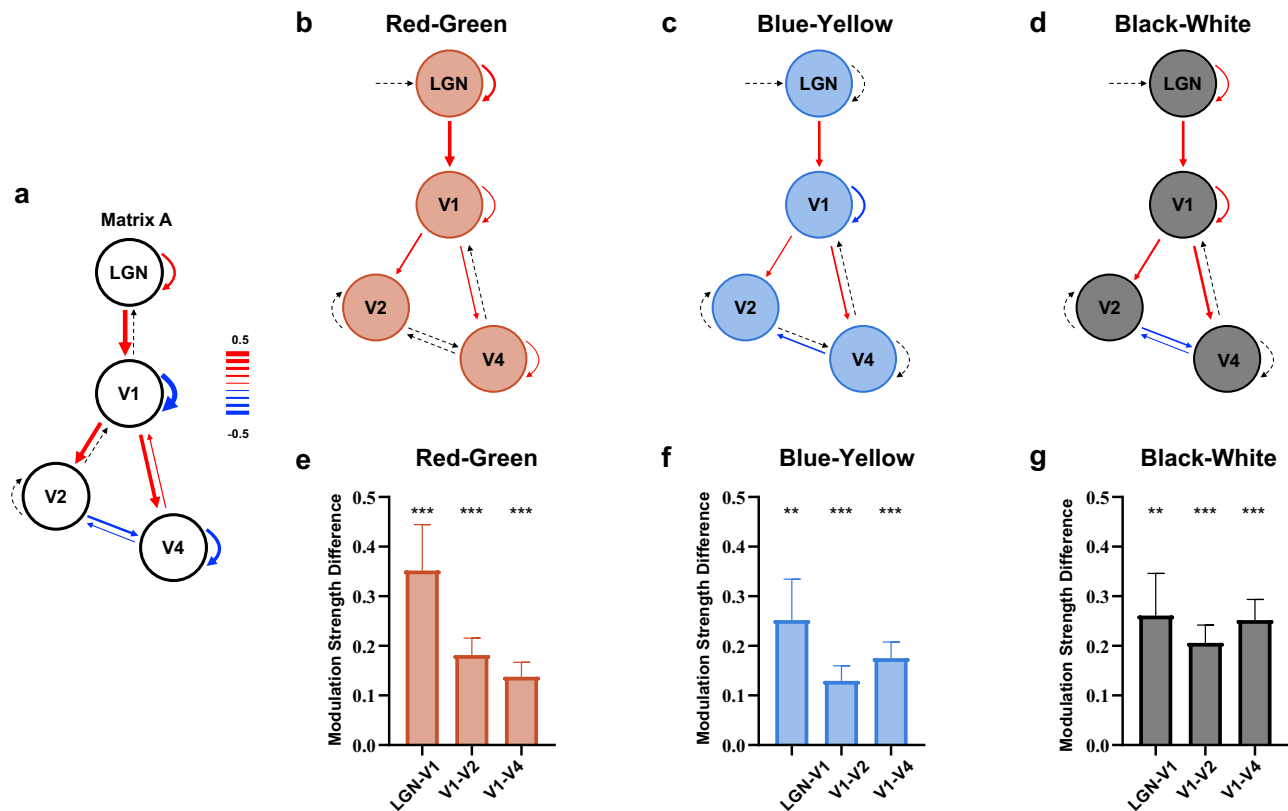 a
Matrix A
LGN
V1
V2
V4
0.5
-0.5
b
Red-Green
LGN
V1
V2
V4
c
Blue-Yellow
LGN
V1
V2
V4
d
Black-White
LGN
V1
V2
V4
e
Red-Green
Modulation Strength Difference
0.5
0.4
0.3
0.2
0.1
0.0
***
***
***
LGN-V1
V1-V2
V1-V4
f
Blue-Yellow
Modulation Strength Difference
0.5
0.4
0.3
0.2
0.1
0.0
**
***
***
LGN-V1
V1-V2
V1-V4
g
Black-White
Modulation Strength Difference
0.5
0.4
0.3
0.2
0.1
0.0
**
***
***
LGN-V1
V1-V2
V1-V4